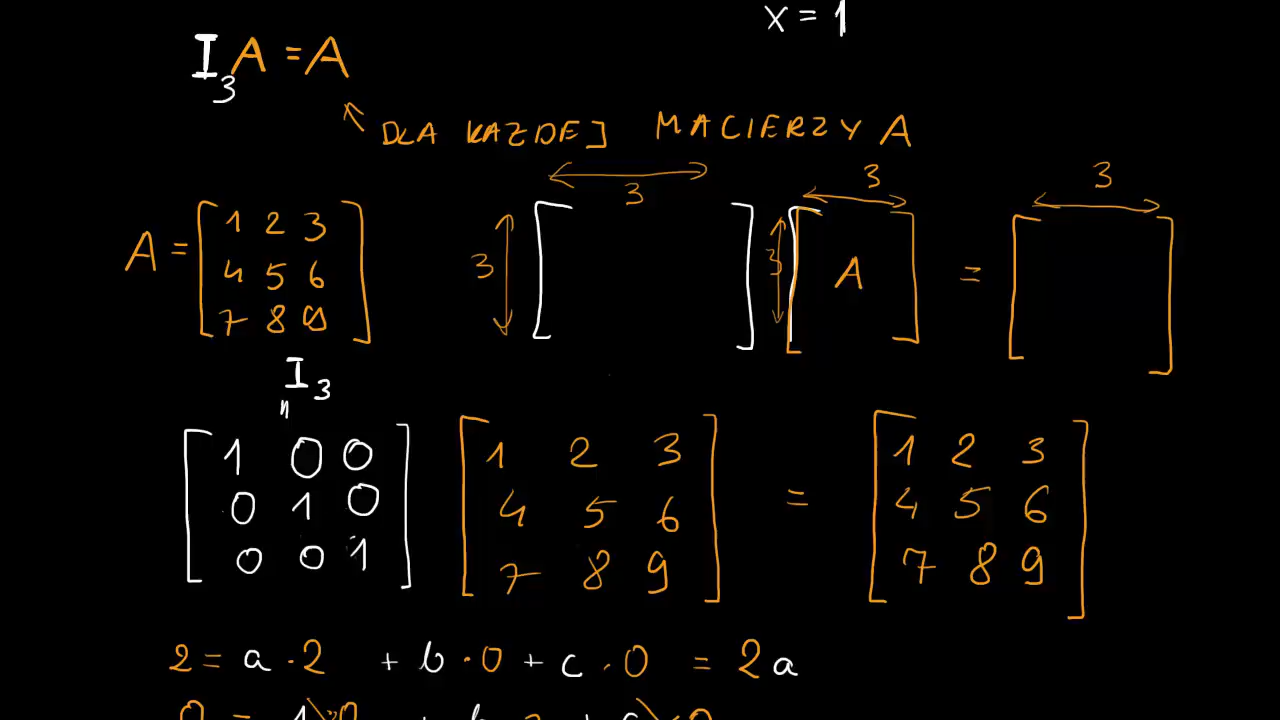 x = 1
I₃A = A
DLA KAZDEJ MACIERZY A
3 3 3
A = [1 2 3 3 [ ] 3 [A] = [ ]
4 5 6
7 8 9]
I₃
"
[1 0 0 [1 2 3 [1 2 3
0 1 0 4 5 6 = 4 5 6
0 0 1] 7 8 9] 7 8 9]
2 = a · 2 + b · 0 + c · 0 = 2a